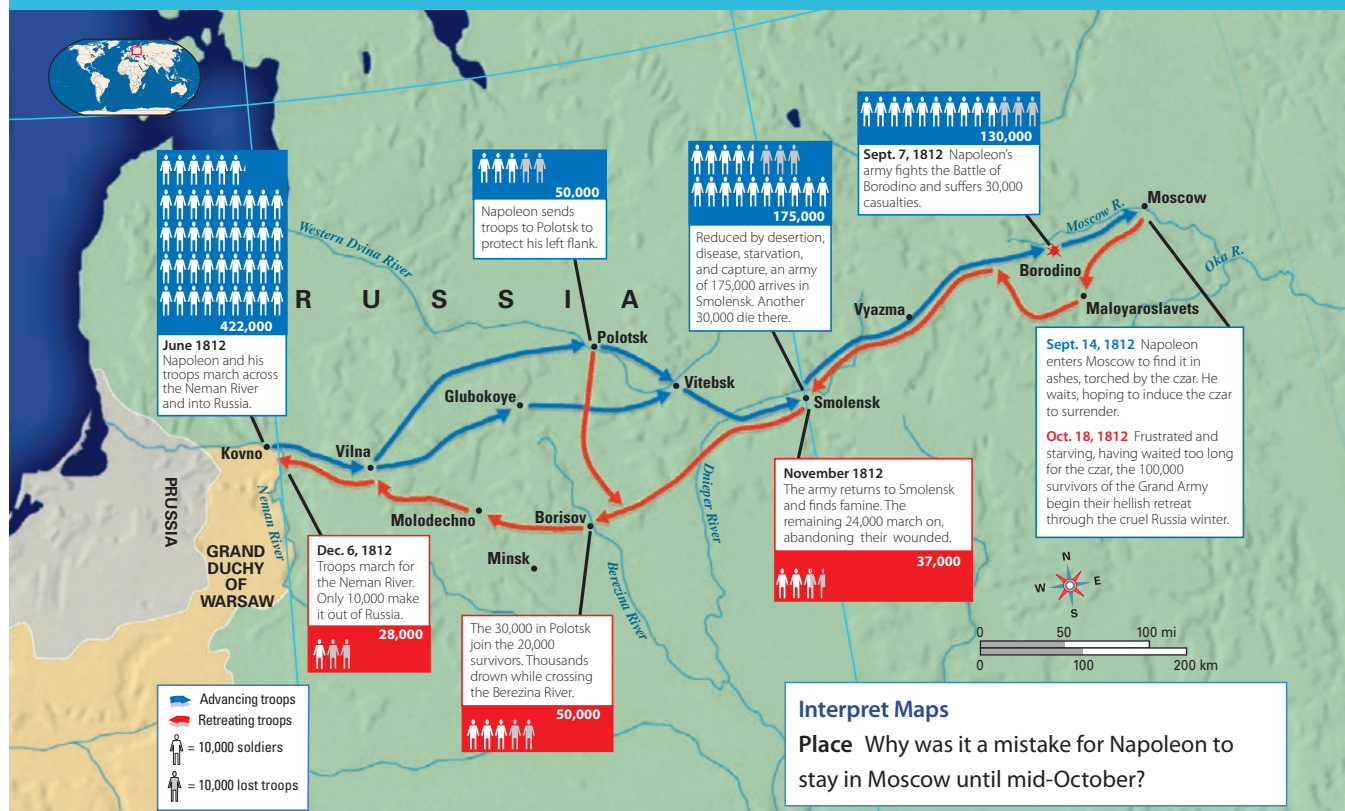 422,000
June 1812
Napoleon and his
troops march across
the Neman River
and into Russia.
50,000
Napoleon sends
troops to Polotsk to
protect his left flank.
175,000
Reduced by desertion,
disease, starvation,
and capture, an army
of 175,000 arrives in
Smolensk. Another
30,000 die there.
130,000
Sept. 7, 1812 Napoleon's
army fights the Battle of
Borodino and suffers 30,000
casualties.
Moscow
Moscow R.
Oka R.
Borodino
Maloyaroslavets
Vyazma
Western Dvina River
RUSSIA
Polotsk
Vitebsk
Glubokoye
Smolensk
Kovno
Vilna
Dnieper River
Neman River
PRUSSIA
Molodechno
Borisov
Minsk
Berezina River
GRAND
DUCHY
OF
WARSAW
Sept. 14, 1812 Napoleon
enters Moscow to find it in
ashes, torched by the czar. He
waits, hoping to induce the czar
to surrender.
Oct. 18, 1812 Frustrated and
starving, having waited too long
for the czar, the 100,000
survivors of the Grand Army
begin their hellish retreat
through the cruel Russia winter.
November 1812
The army returns to Smolensk
and finds famine. The
remaining 24,000 march on,
abandoning their wounded.
37,000
Dec. 6, 1812
Troops march for
the Neman River.
Only 10,000 make
it out of Russia.
28,000
The 30,000 in Polotsk
join the 20,000
survivors. Thousands
drown while crossing
the Berezina River.
50,000
N
W E
S
0 50 100 mi
0 100 200 km
Advancing troops
Retreating troops
= 10,000 soldiers
= 10,000 lost troops
Interpret Maps
Place Why was it a mistake for Napoleon to
stay in Moscow until mid-October?